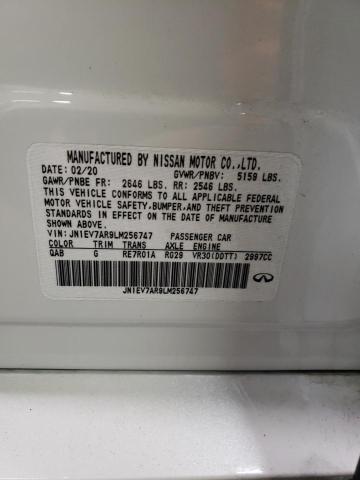 MANUFACTURED BY NISSAN MOTOR CO.,LTD.
DATE: 02/20 GVWR/PNBV: 5159 LBS.
GAWR/PNBE FR: 2646 LBS. RR: 2546 LBS.
THIS VEHICLE CONFORMS TO ALL APPLICABLE FEDERAL
MOTOR VEHICLE SAFETY, BUMPER, AND THEFT PREVENTION
STANDARDS IN EFFECT ON THE DATE OF MANUFACTURE
SHOWN ABOVE.
VIN: JN1EV7AR9LM256747 PASSENGER CAR
COLOR TRIM TRANS AXLE ENGINE
QAB G RE7R01A RG29 VR30(DDTT) 2997CC
JN1EV7AR9LM256747